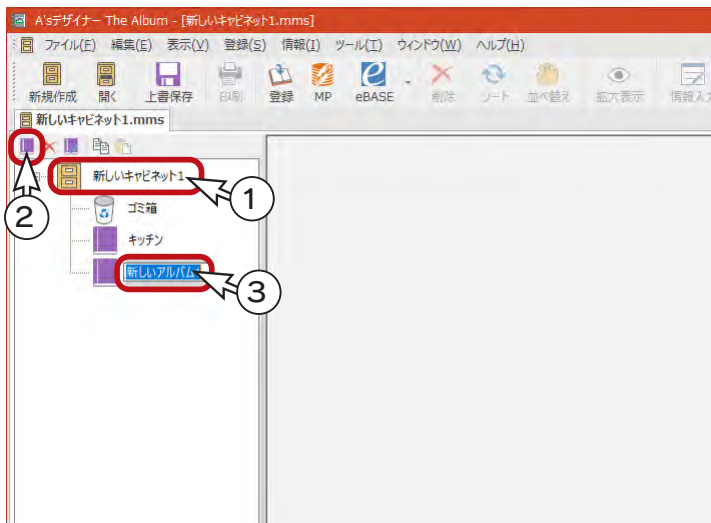 A'sデザイナー The Album - [新しいキャビネット1.mms]
ファイル(F) 編集(E) 表示(V) 登録(S) 情報(I) ツール(T) ウィンドウ(W) ヘルプ(H)
新規作成 開く 上書保存 印刷 登録 MP eBASE 削除 ソート 並べ替え 拡大表示 情報入
新しいキャビネット1.mms
新しいキャビネット1
1
2
ゴミ箱
キッチン
新しいアルバム
3